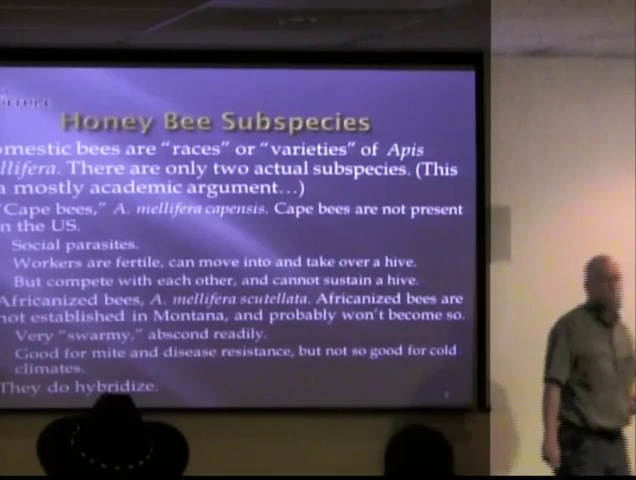 Honey Bee Subspecies
omestic bees are "races" or "varieties" of Apis
llifera. There are only two actual subspecies. (This
a mostly academic argument...)
"Cape bees," A. mellifera capensis. Cape bees are not present
n the US.
Social parasites.
Workers are fertile, can move into and take over a hive.
But compete with each other, and cannot sustain a hive.
Africanized bees, A. mellifera scutellata. Africanized bees are
not established in Montana, and probably won't become so.
Very "swarmy," abscond readily.
Good for mite and disease resistance, but not so good for cold
climates.
They do hybridize.